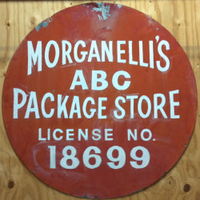 MORGANELLI'S
ABC
PACKAGE STORE
LICENSE NO.
18699